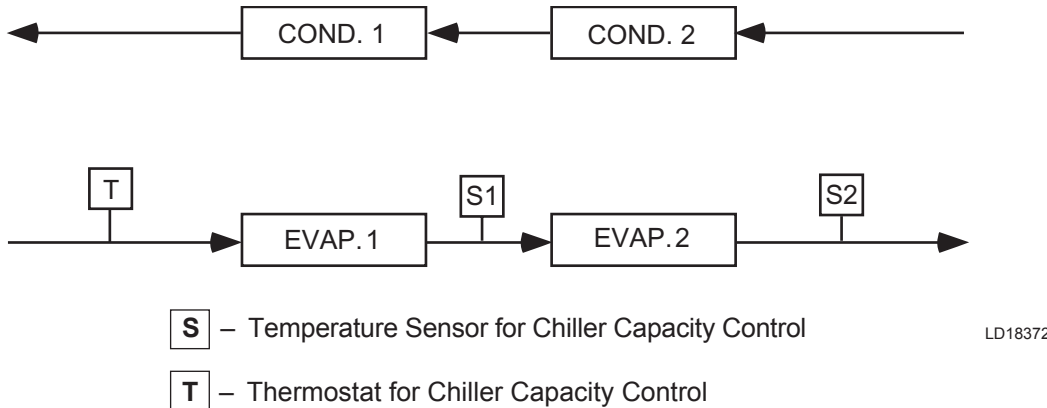 COND. 1
COND. 2
T
S1
S2
EVAP. 1
EVAP. 2
S – Temperature Sensor for Chiller Capacity Control
LD18372
T – Thermostat for Chiller Capacity Control